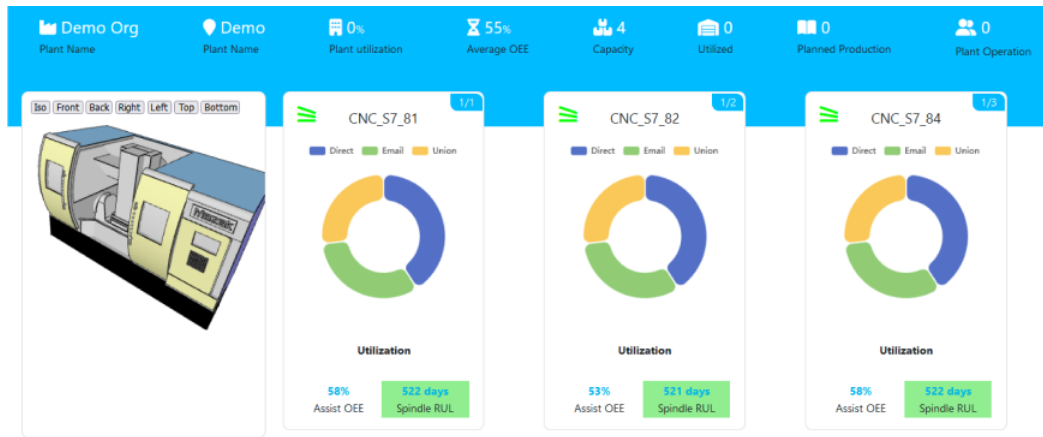 Demo Org
Plant Name
Demo
Plant Name
0%
Plant utilization
55%
Average OEE
4
Capacity
0
Utilized
0
Planned Production
0
Plant Operation
Iso Front Back Right Left Top Bottom
1/1
CNC_S7_81
Direct Email Union
Utilization
58%
Assist OEE
522 days
Spindle RUL
1/2
CNC_S7_82
Direct Email Union
Utilization
53%
Assist OEE
521 days
Spindle RUL
1/3
CNC_S7_84
Direct Email Union
Utilization
58%
Assist OEE
522 days
Spindle RUL